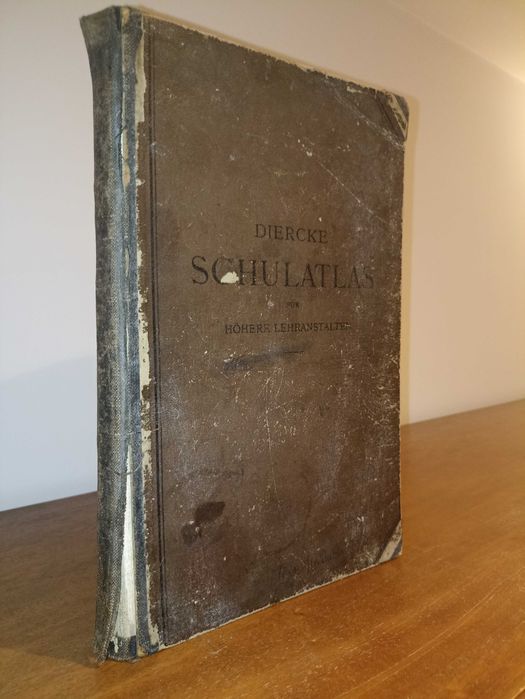 DIERCKE
SCHULATLAS
FÜR
HÖHERE LEHRANSTALTEN